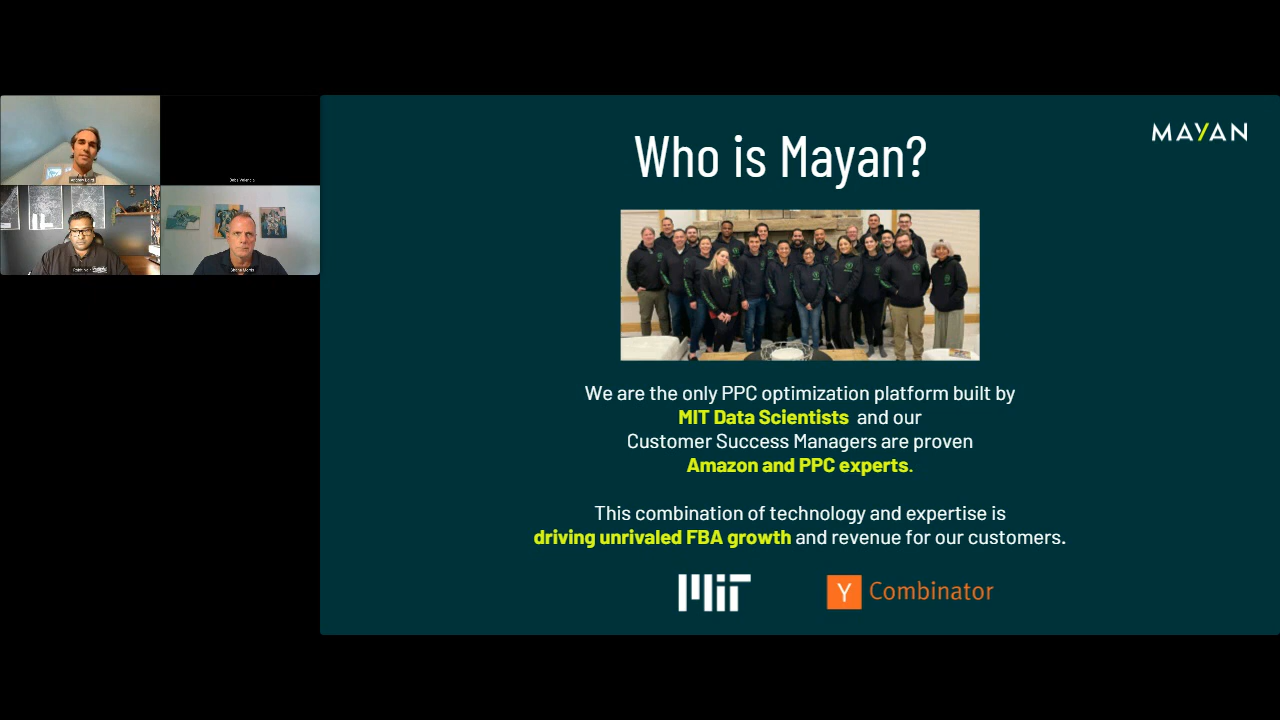 MAYAN
Who is Mayan?
Shane Morris
We are the only PPC optimization platform built by
MIT Data Scientists and our
Customer Success Managers are proven
Amazon and PPC experts.
This combination of technology and expertise is
driving unrivaled FBA growth and revenue for our customers.
MIT
Y Combinator